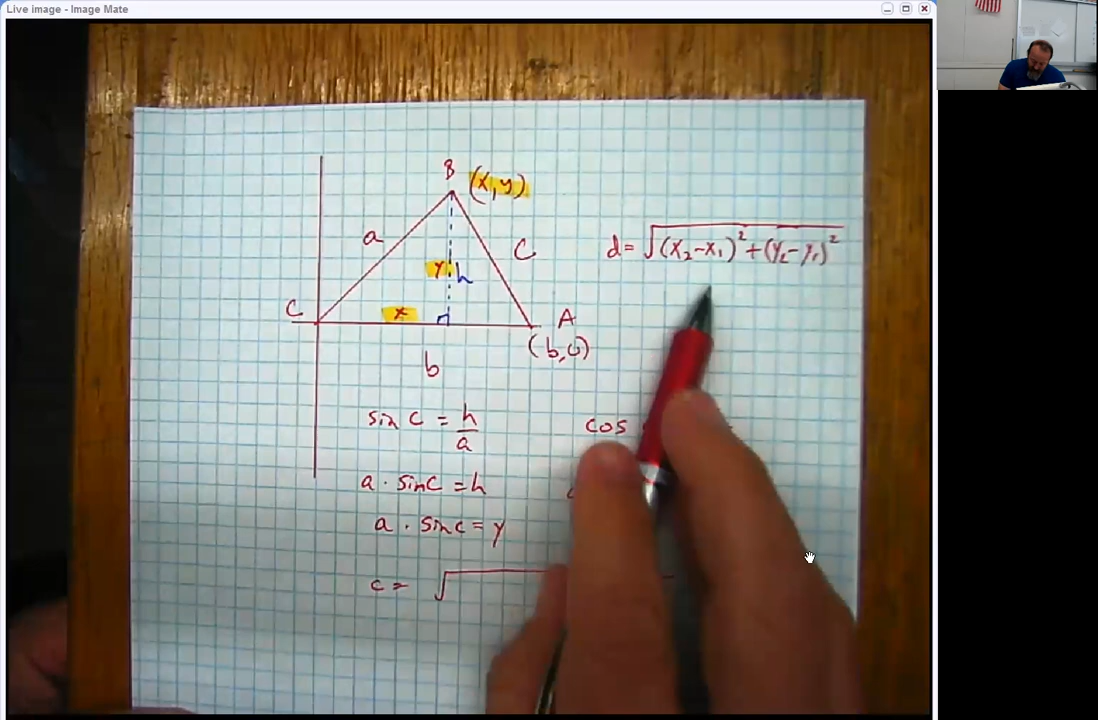 Live image - Image Mate
B (x,y)
a
C
d = √(x₂-x₁)²+(y₂-y₁)²
y h
C
x
A
(b,0)
b
sin C = h/a
cos
a · sin C = h
a · sin C = y
c = √